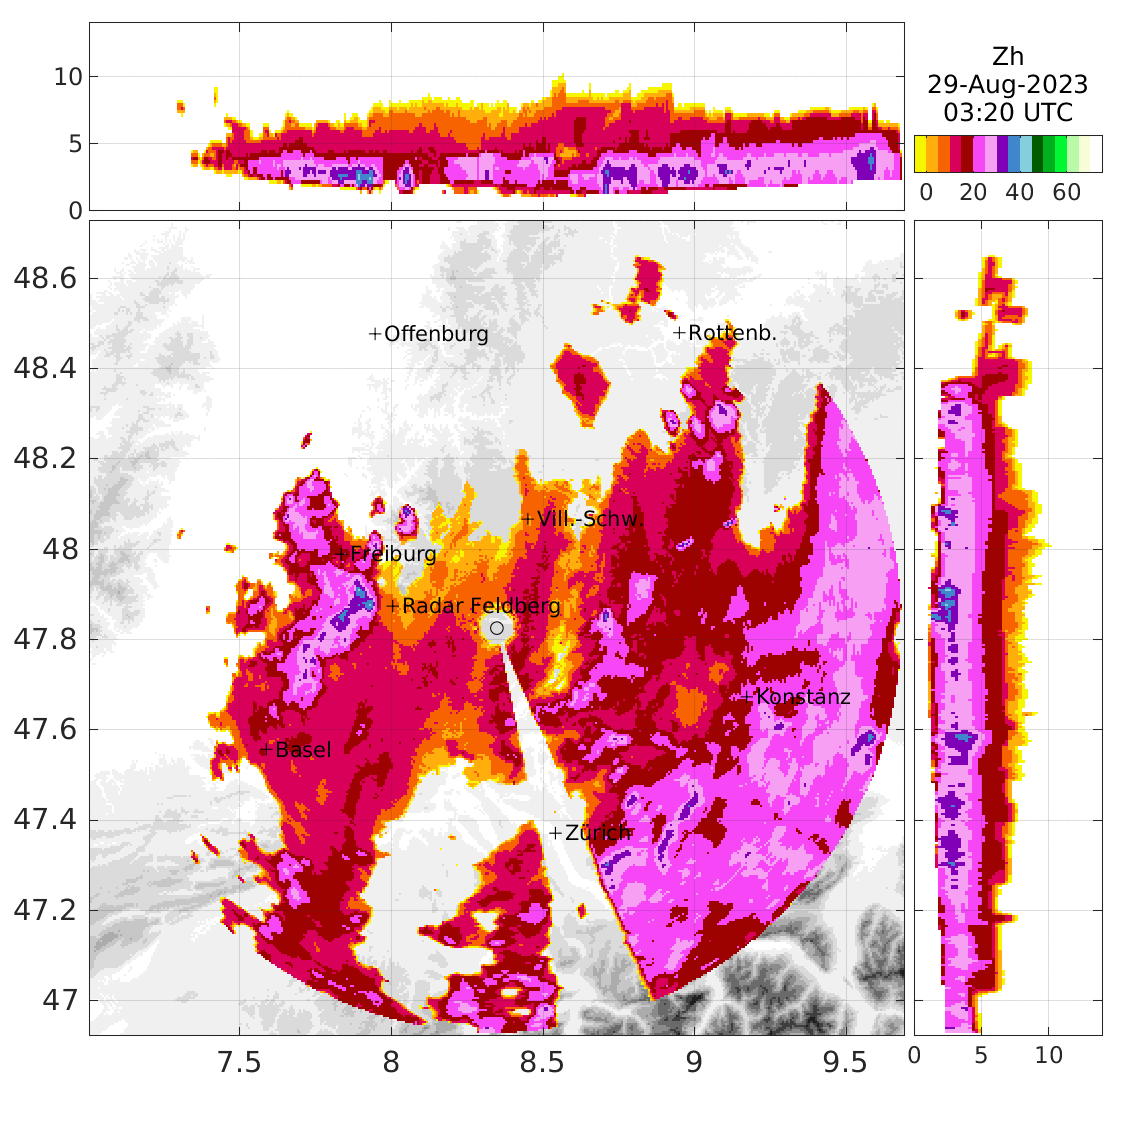 Zh
29-Aug-2023
03:20 UTC
10
5
0
0 20 40 60
48.6
+Offenburg
+Rottenb.
48.4
48.2
+Vill.-Schw.
48
+Freiburg
+Radar Feldberg
47.8
+Konstanz
47.6
+Basel
47.4
+Zürich
47.2
47
7.5 8 8.5 9 9.5
0 5 10